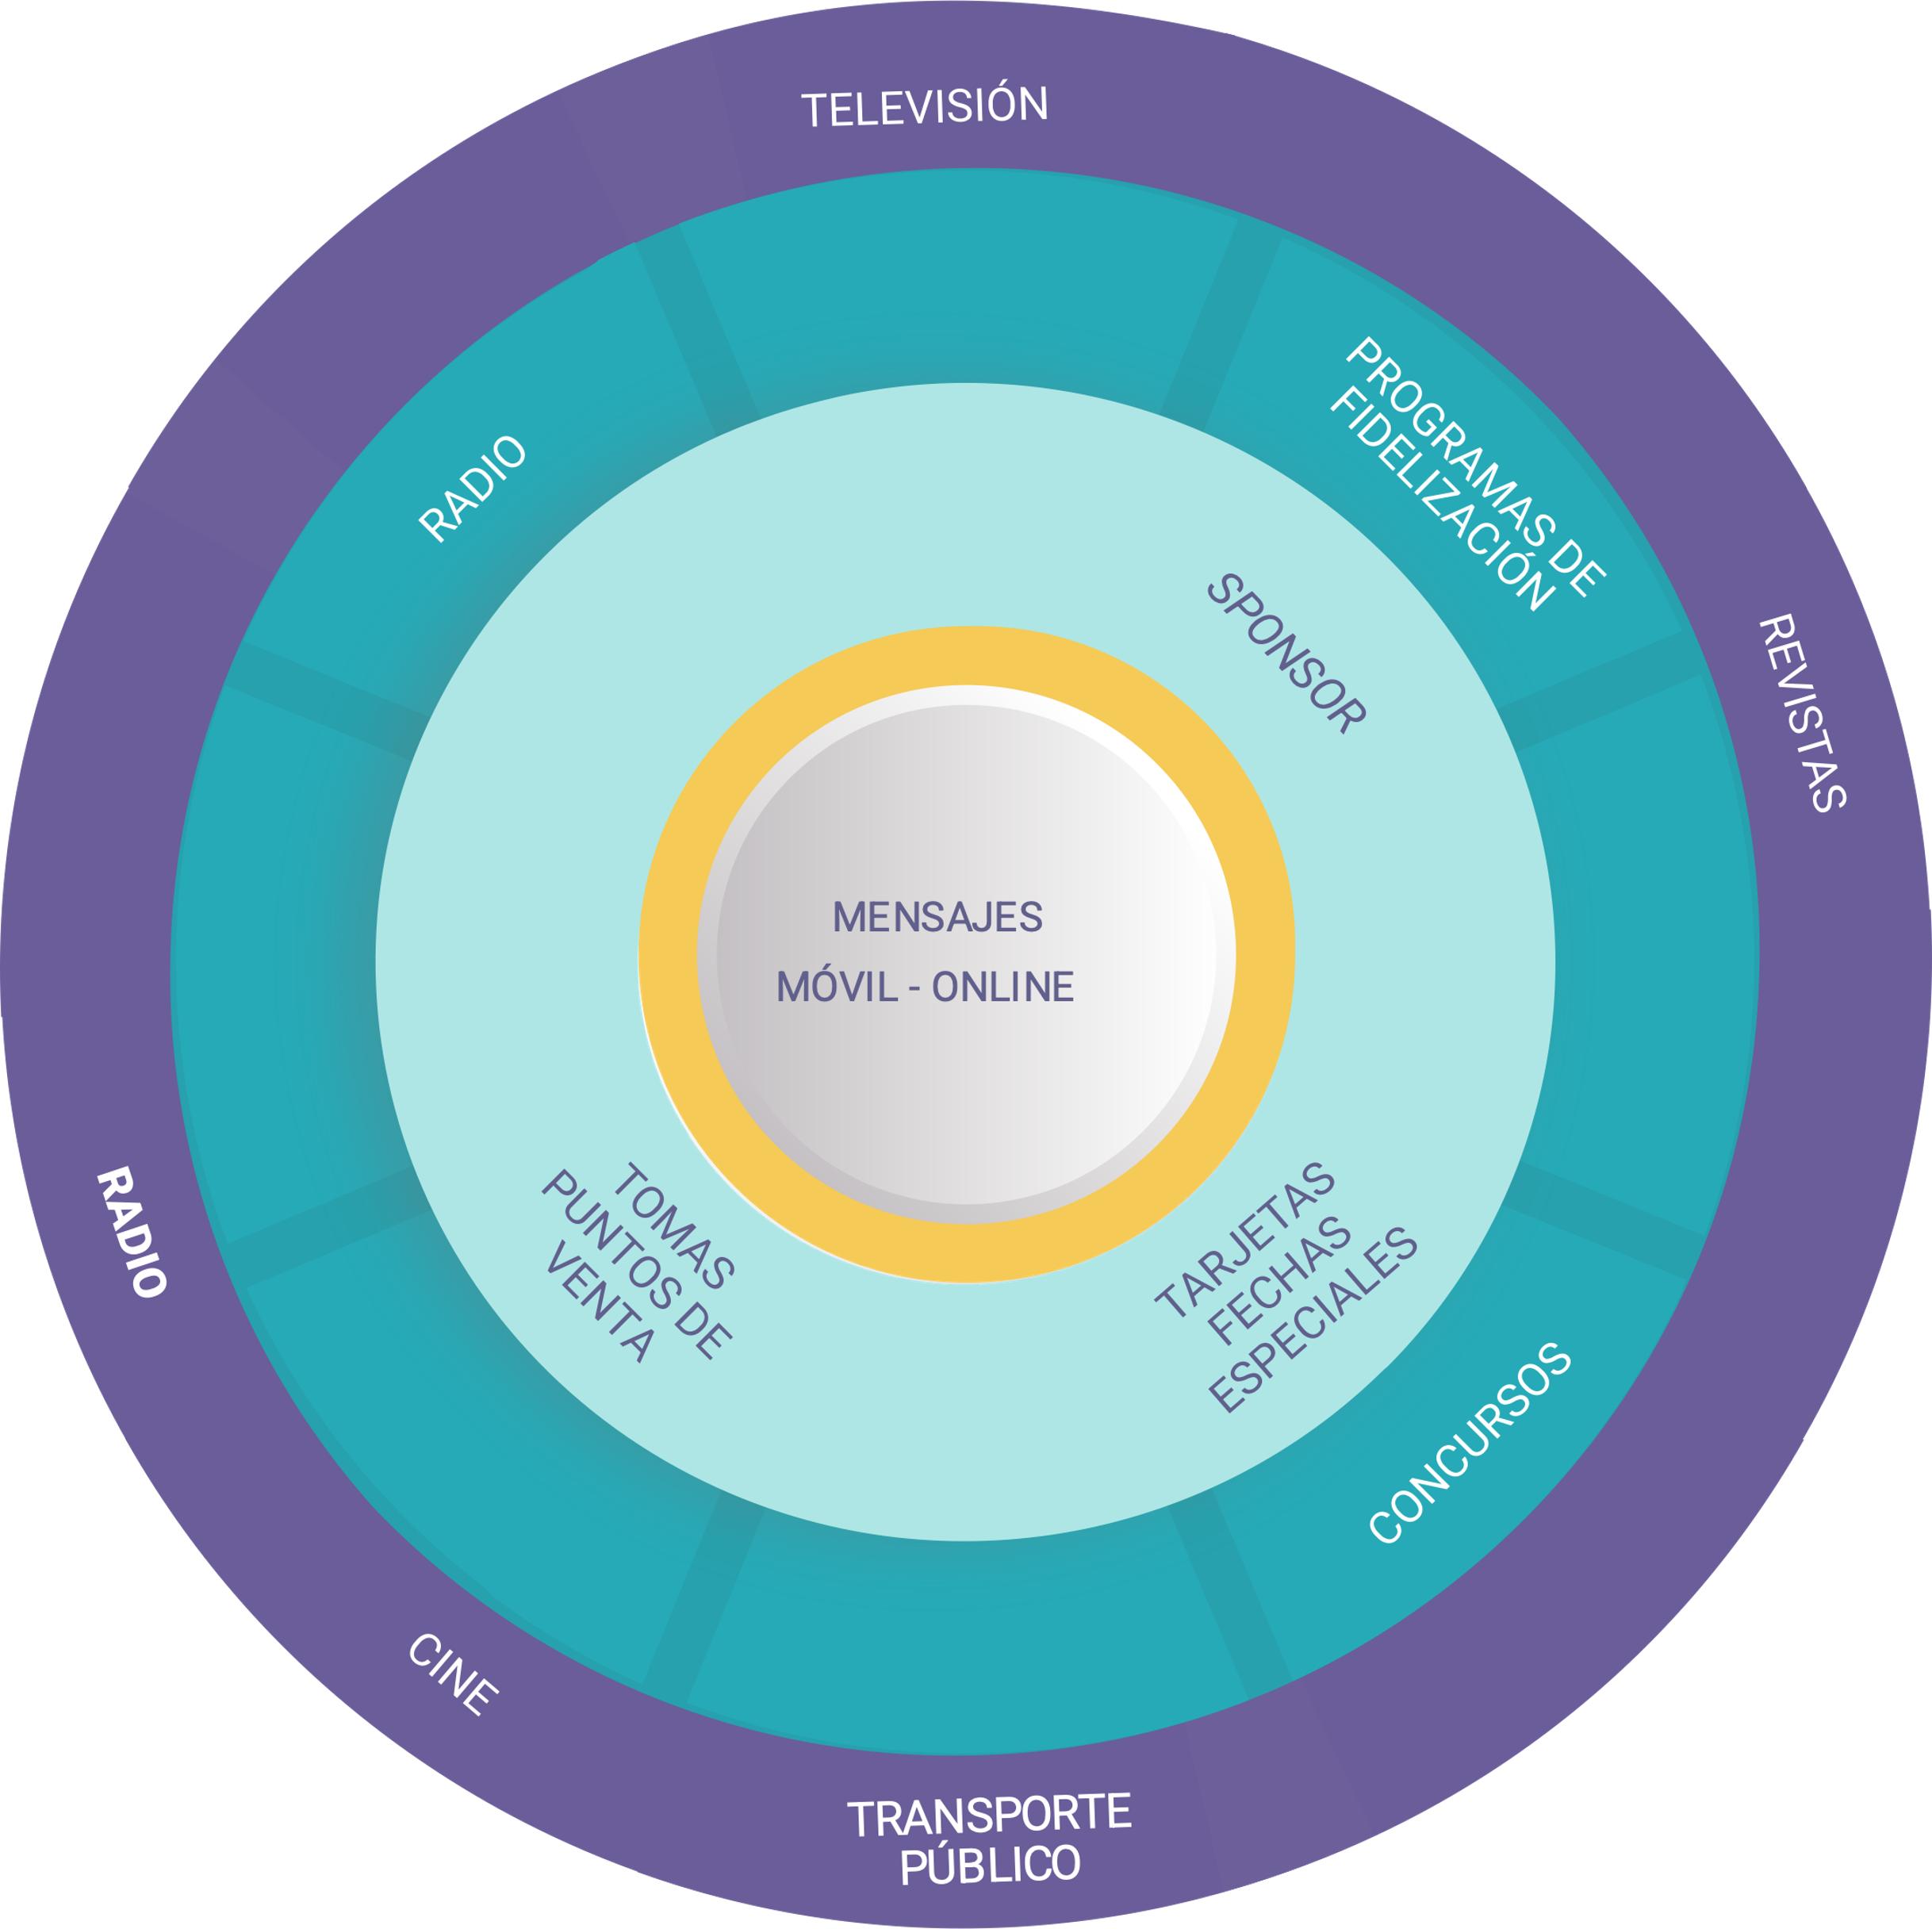 TELEVISIÓN
RADIO
PROGRAMAS DE
FIDELIZACIÓN
SPONSOR
REVISTAS
MENSAJES
MÓVIL - ONLINE
RADIO
TOMAS
PUNTOS DE
VENTA
TARJETAS
FECHAS
ESPECIALES
CONCURSOS
CINE
TRANSPORTE
PÚBLICO